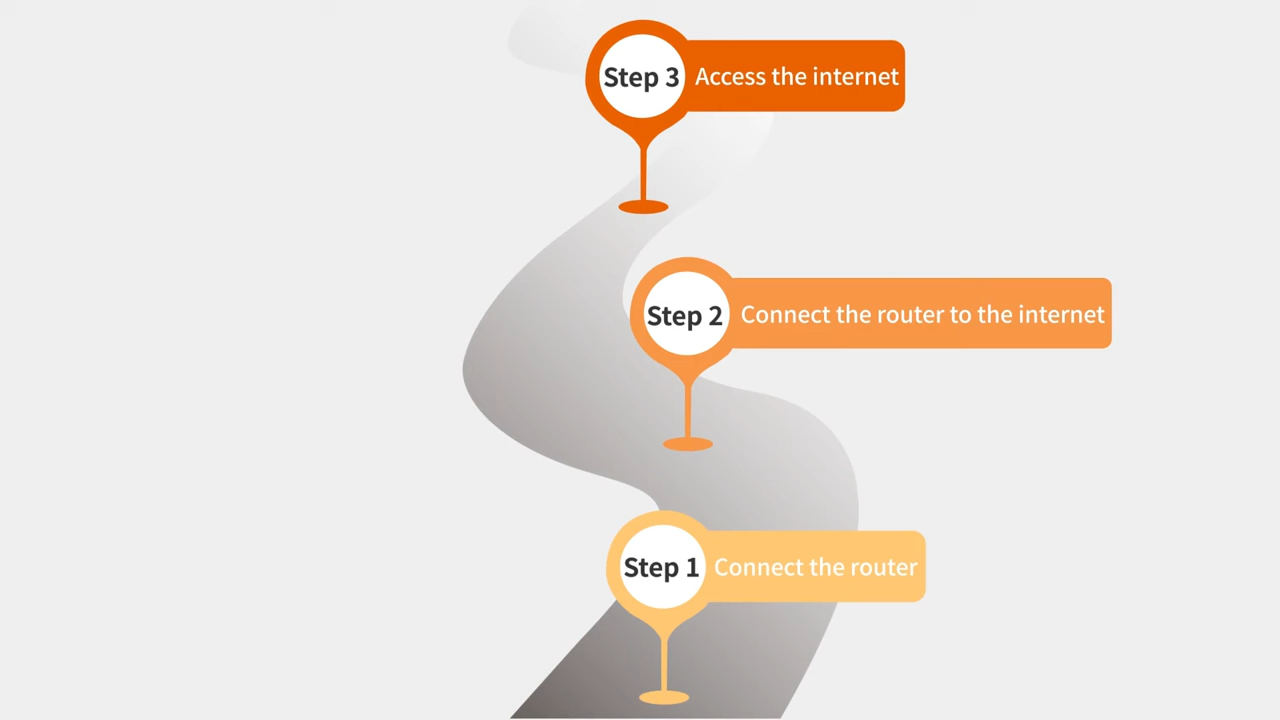 Step 3 Access the internet
Step 2 Connect the router to the internet
Step 1 Connect the router